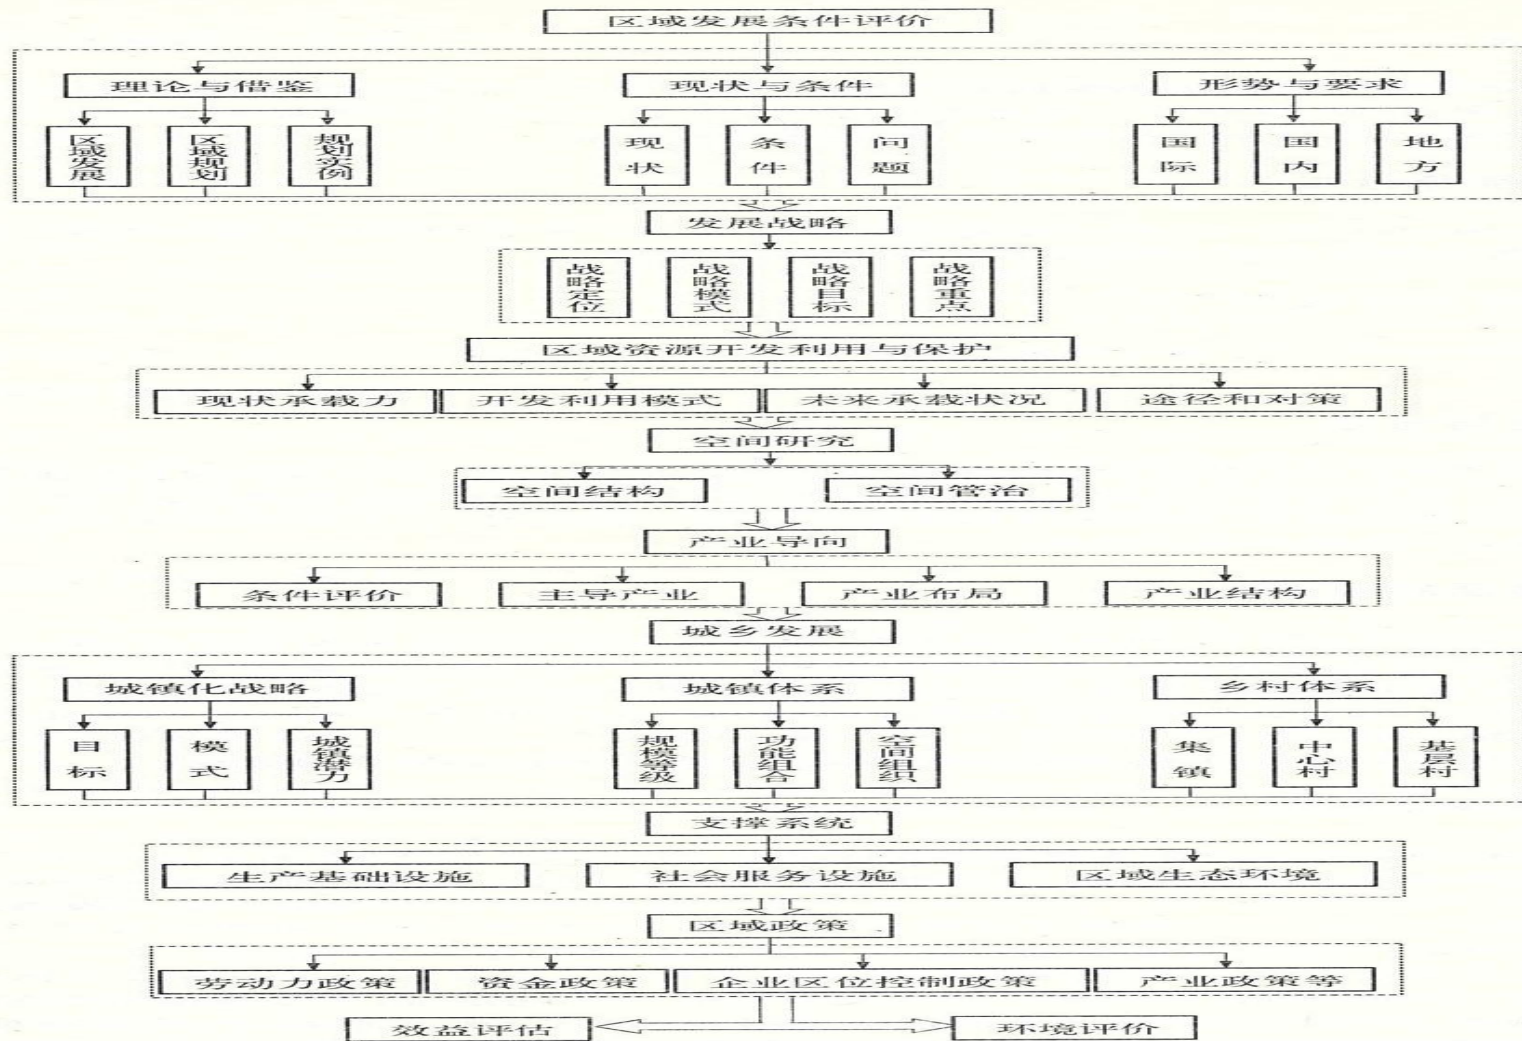 区域发展条件评价
理论与借鉴
现状与条件
形势与要求
区域发展
区域规划
规划实例
现状
条件
问题
国际
国内
地方
发展战略
战略定位
战略模式
战略目标
战略重点
区域资源开发利用与保护
现状承载力
开发利用模式
未来承载状况
途径和对策
空间研究
空间结构
空间管治
产业导向
条件评价
主导产业
产业布局
产业结构
城乡发展
城镇化战略
城镇体系
乡村体系
目标
模式
城镇潜力
规模等级
功能组合
空间组织
集镇
中心村
基层村
支撑系统
生产基础设施
社会服务设施
区域生态环境
区域政策
劳动力政策
资金政策
企业区位控制政策
产业政策等
效益评估
环境评价